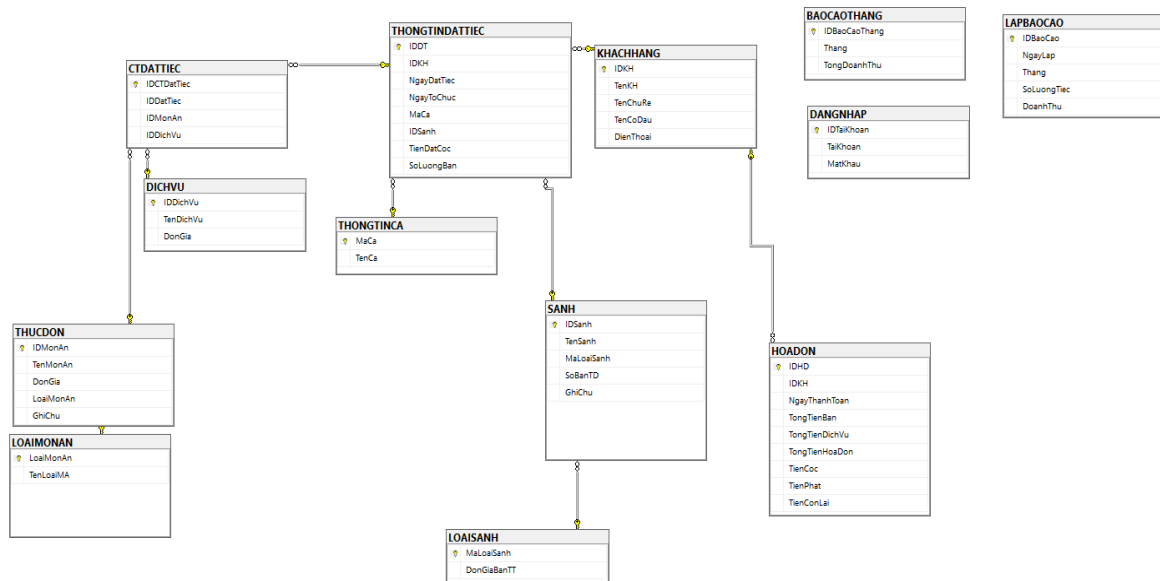 BAOCAOTHANG
IDBaoCaoThang
Thang
TongDoanhThu
LAPBAOCAO
IDBaoCao
NgayLap
Thang
SoLuongTiec
DoanhThu
THONGTINDATTIEC
IDDT
IDKH
NgayDatTiec
NgayToChuc
MaCa
IDSanh
TienDatCoc
SoLuongBan
KHACHHANG
IDKH
TenKH
TenChuRe
TenCoDau
DienThoai
CTDATTIEC
IDCTDatTiec
IDDatTiec
IDMonAn
IDDichVu
DANGNHAP
IDTaiKhoan
TaiKhoan
MatKhau
DICHVU
IDDichVu
TenDichVu
DonGia
THONGTINCA
MaCa
TenCa
SANH
IDSanh
TenSanh
MaLoaiSanh
SoBanTD
GhiChu
THUCDON
IDMonAn
TenMonAn
DonGia
LoaiMonAn
GhiChu
HOADON
IDHD
IDKH
NgayThanhToan
TongTienBan
TongTienDichVu
TongTienHoaDon
TienCoc
TienPhat
TienConLai
LOAIMONAN
LoaiMonAn
TenLoaiMA
LOAISANH
MaLoaiSanh
DonGiaBanTT